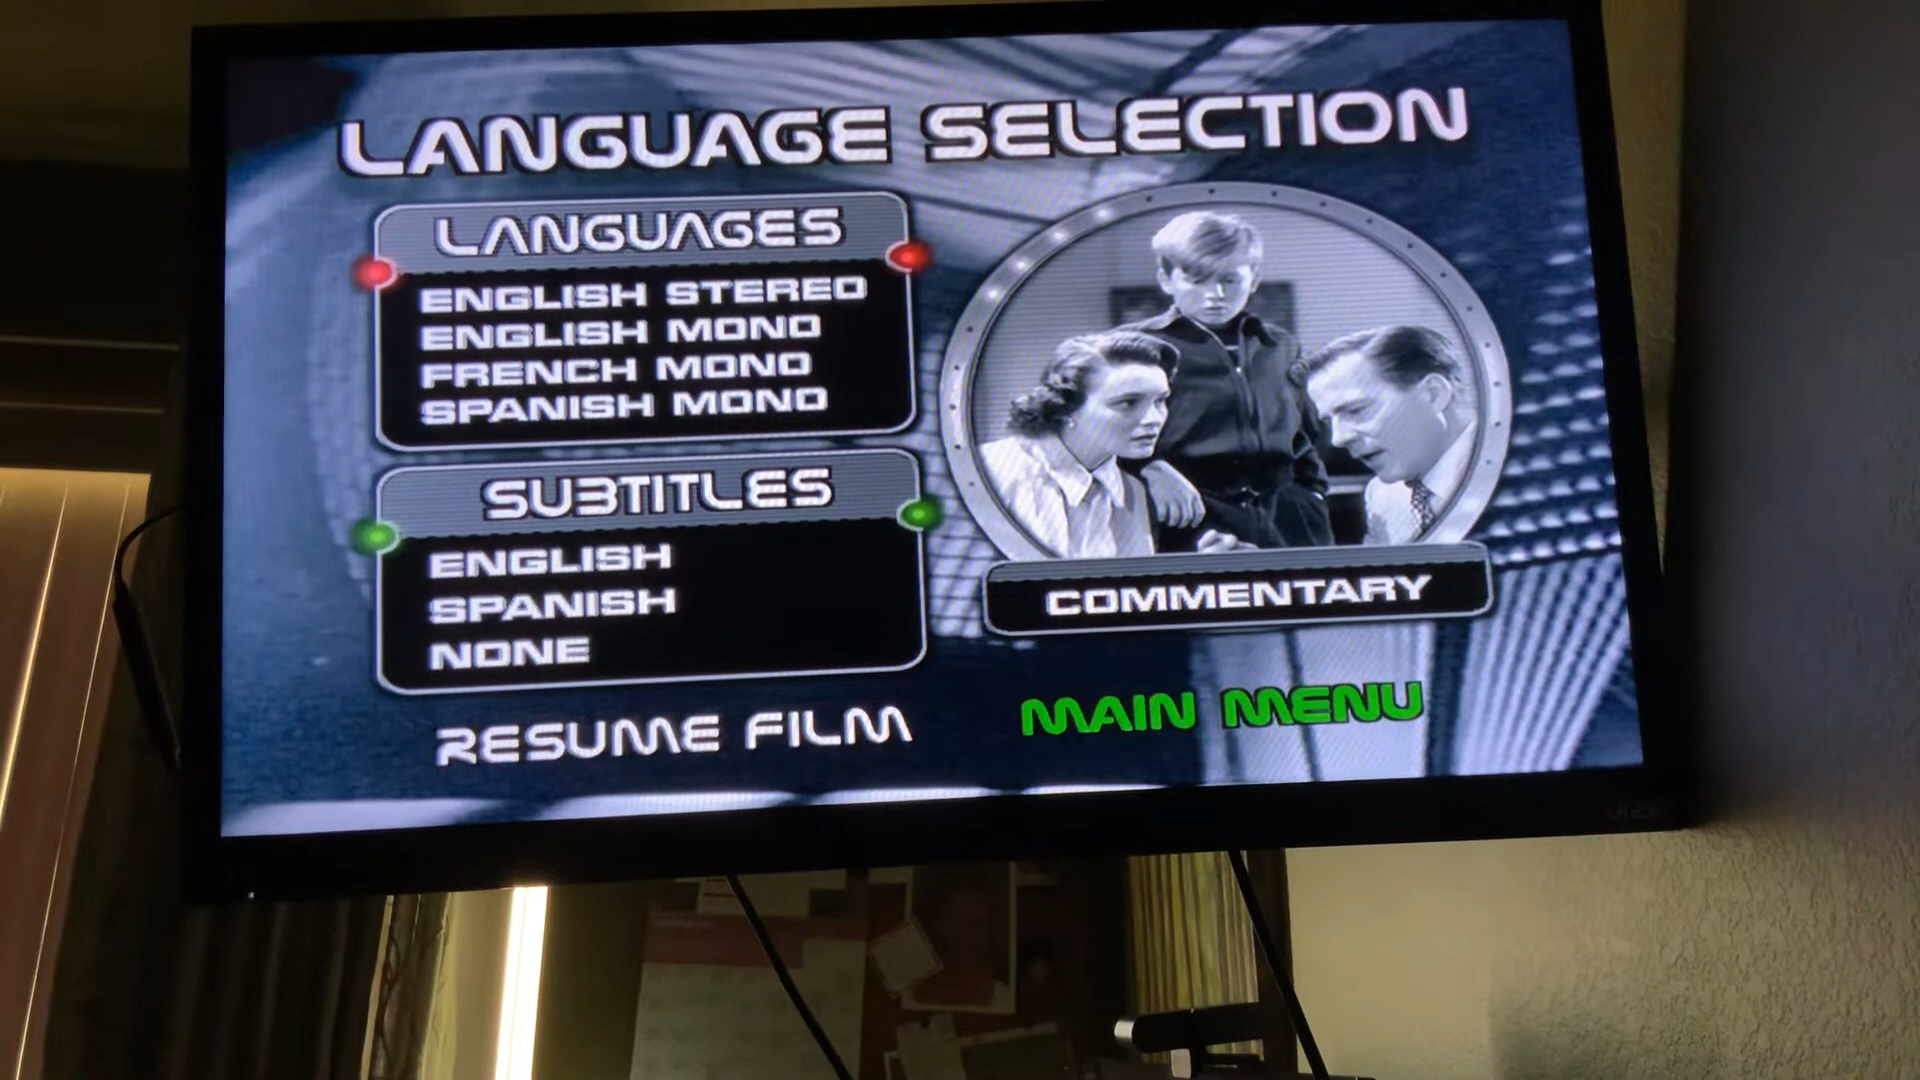 LANGUAGE SELECTION
LANGUAGES
ENGLISH STEREO
ENGLISH MONO
FRENCH MONO
SPANISH MONO
SUBTITLES
ENGLISH
SPANISH
NONE
COMMENTARY
RESUME FILM
MAIN MENU